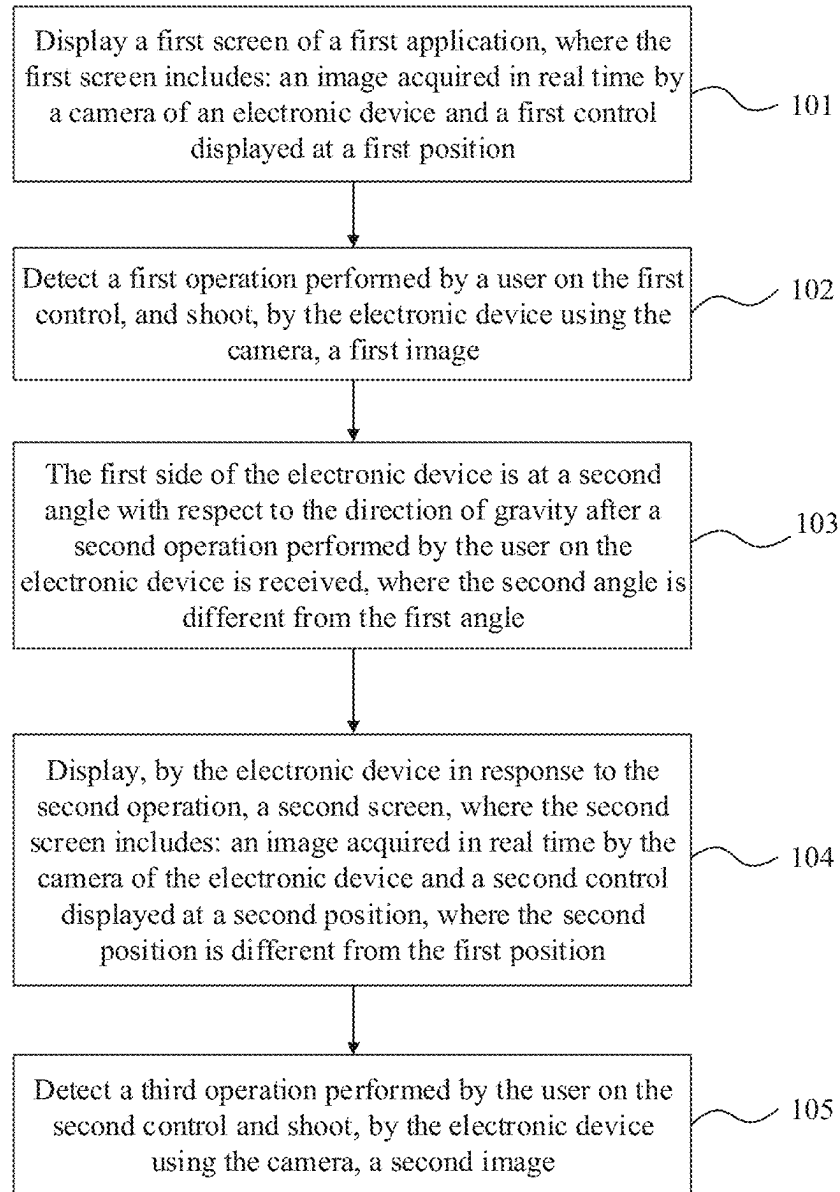 Display a first screen of a first application, where the
first screen includes: an image acquired in real time by
a camera of an electronic device and a first control
displayed at a first position
101
Detect a first operation performed by a user on the first
control, and shoot, by the electronic device using the
camera, a first image
102
The first side of the electronic device is at a second
angle with respect to the direction of gravity after a
second operation performed by the user on the
electronic device is received, where the second angle is
different from the first angle
103
Display, by the electronic device in response to the
second operation, a second screen, where the second
screen includes: an image acquired in real time by the
camera of the electronic device and a second control
displayed at a second position, where the second
position is different from the first position
104
Detect a third operation performed by the user on the
second control and shoot, by the electronic device
using the camera, a second image
105